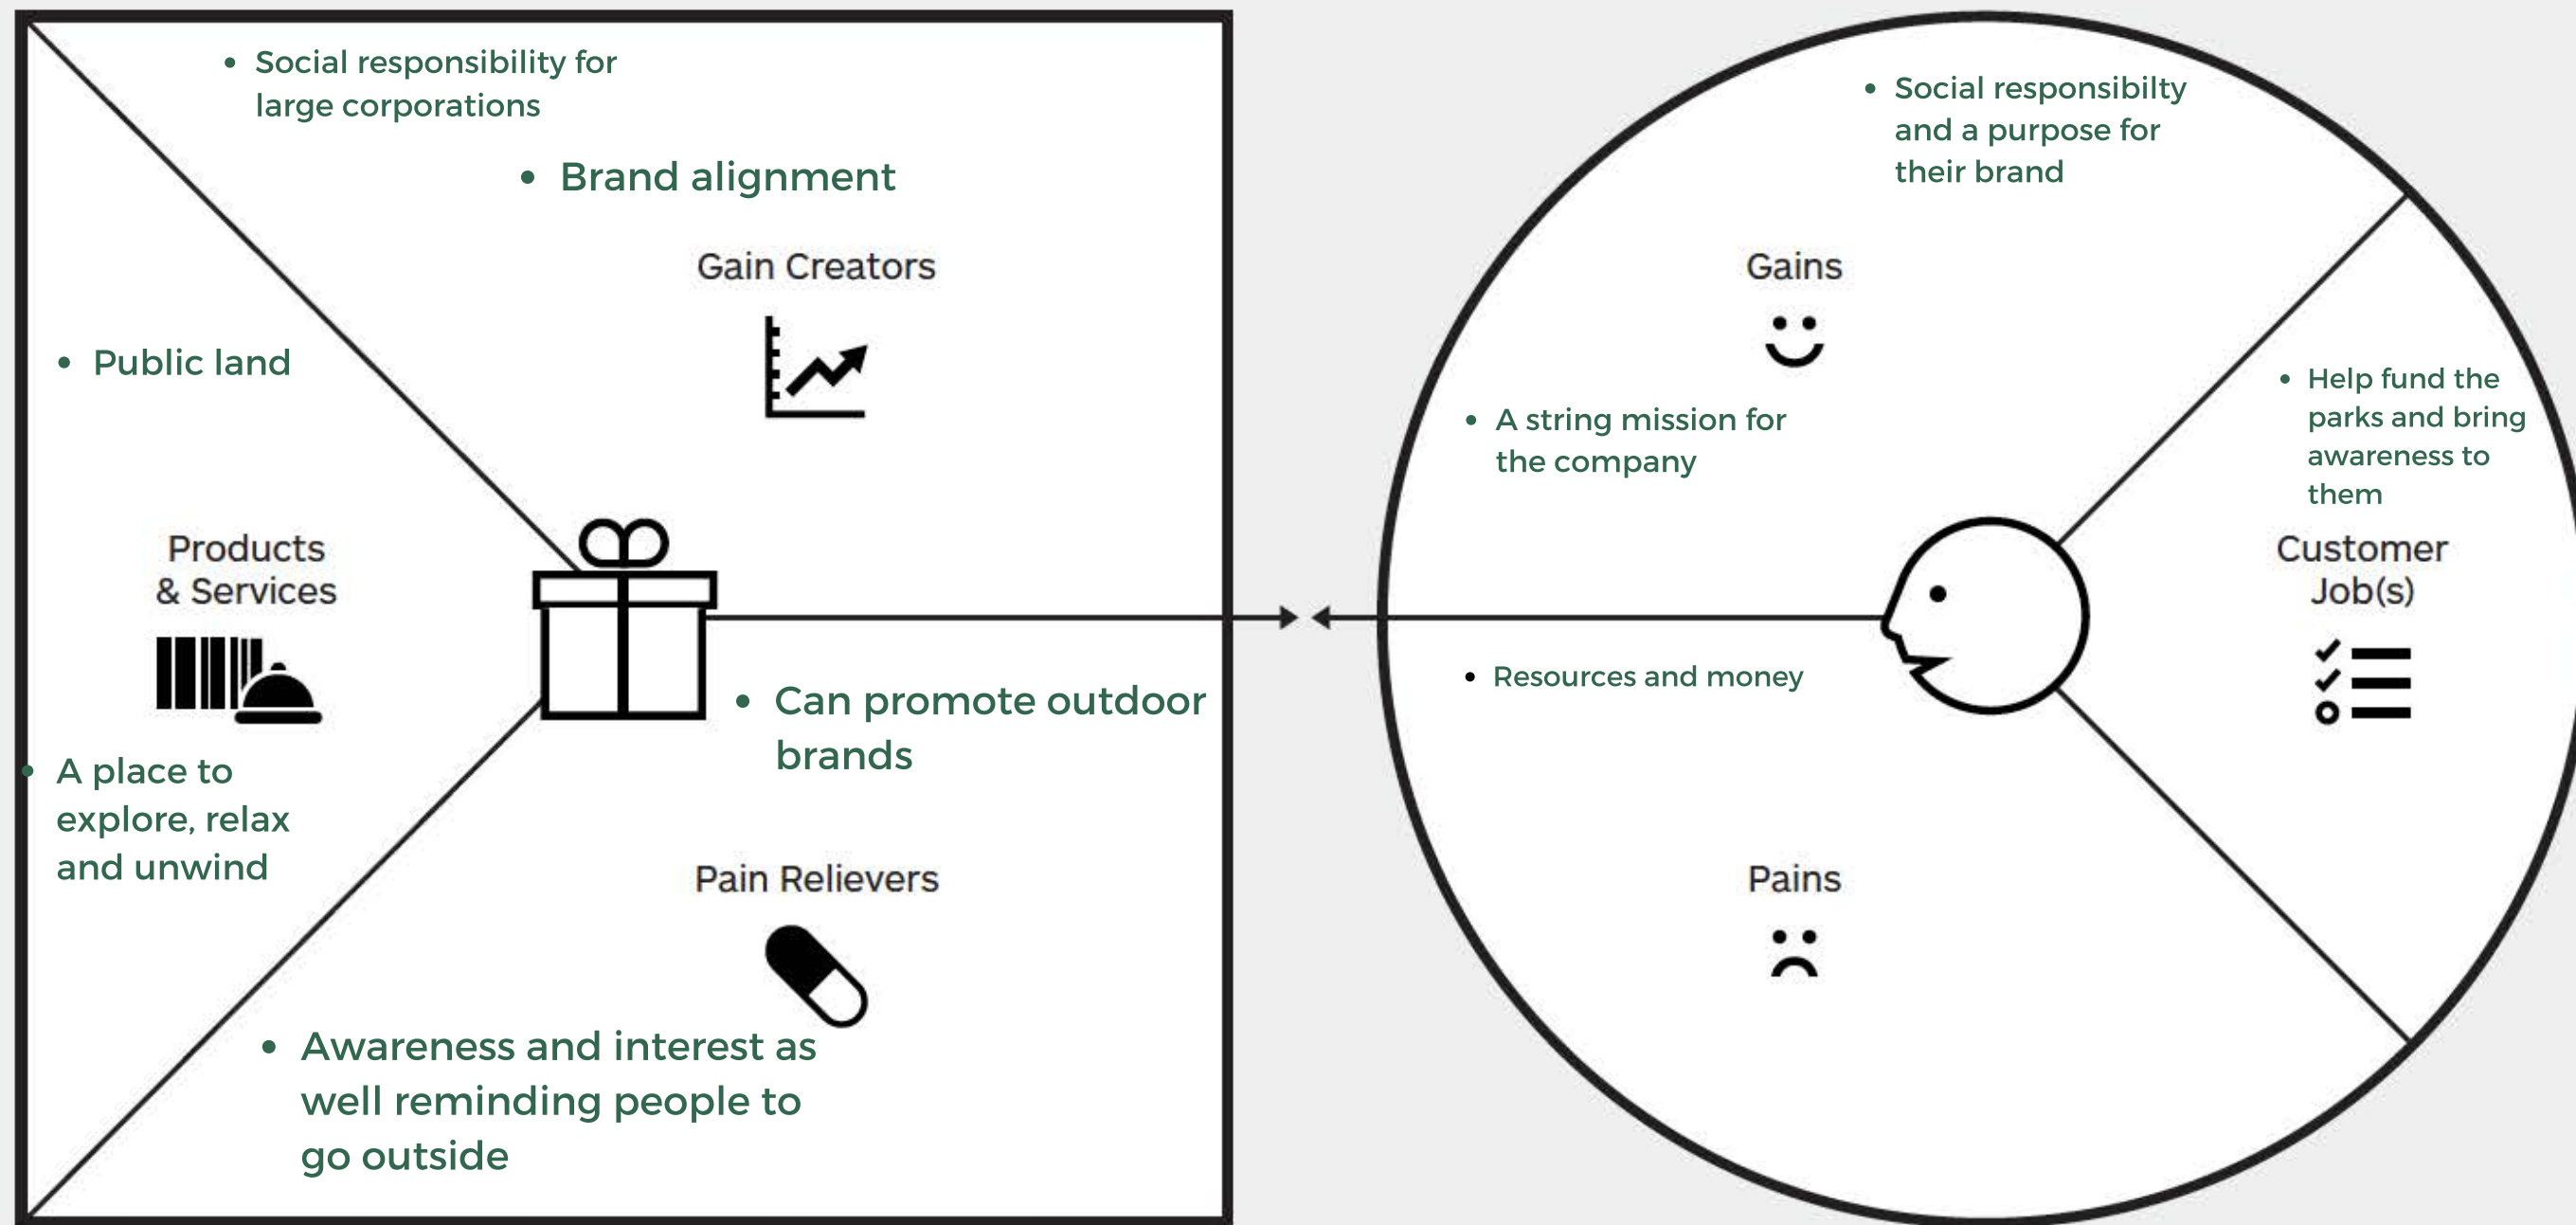 • Social responsibility for
large corporations
• Brand alignment
Gain Creators
• Public land
Products
& Services
• A place to
explore, relax
and unwind
• Can promote outdoor
brands
Pain Relievers
• Awareness and interest as
well reminding people to
go outside
• Social responsibilty
and a purpose for
their brand
Gains
• A string mission for
the company
• Help fund the
parks and bring
awareness to
them
Customer
Job(s)
• Resources and money
Pains